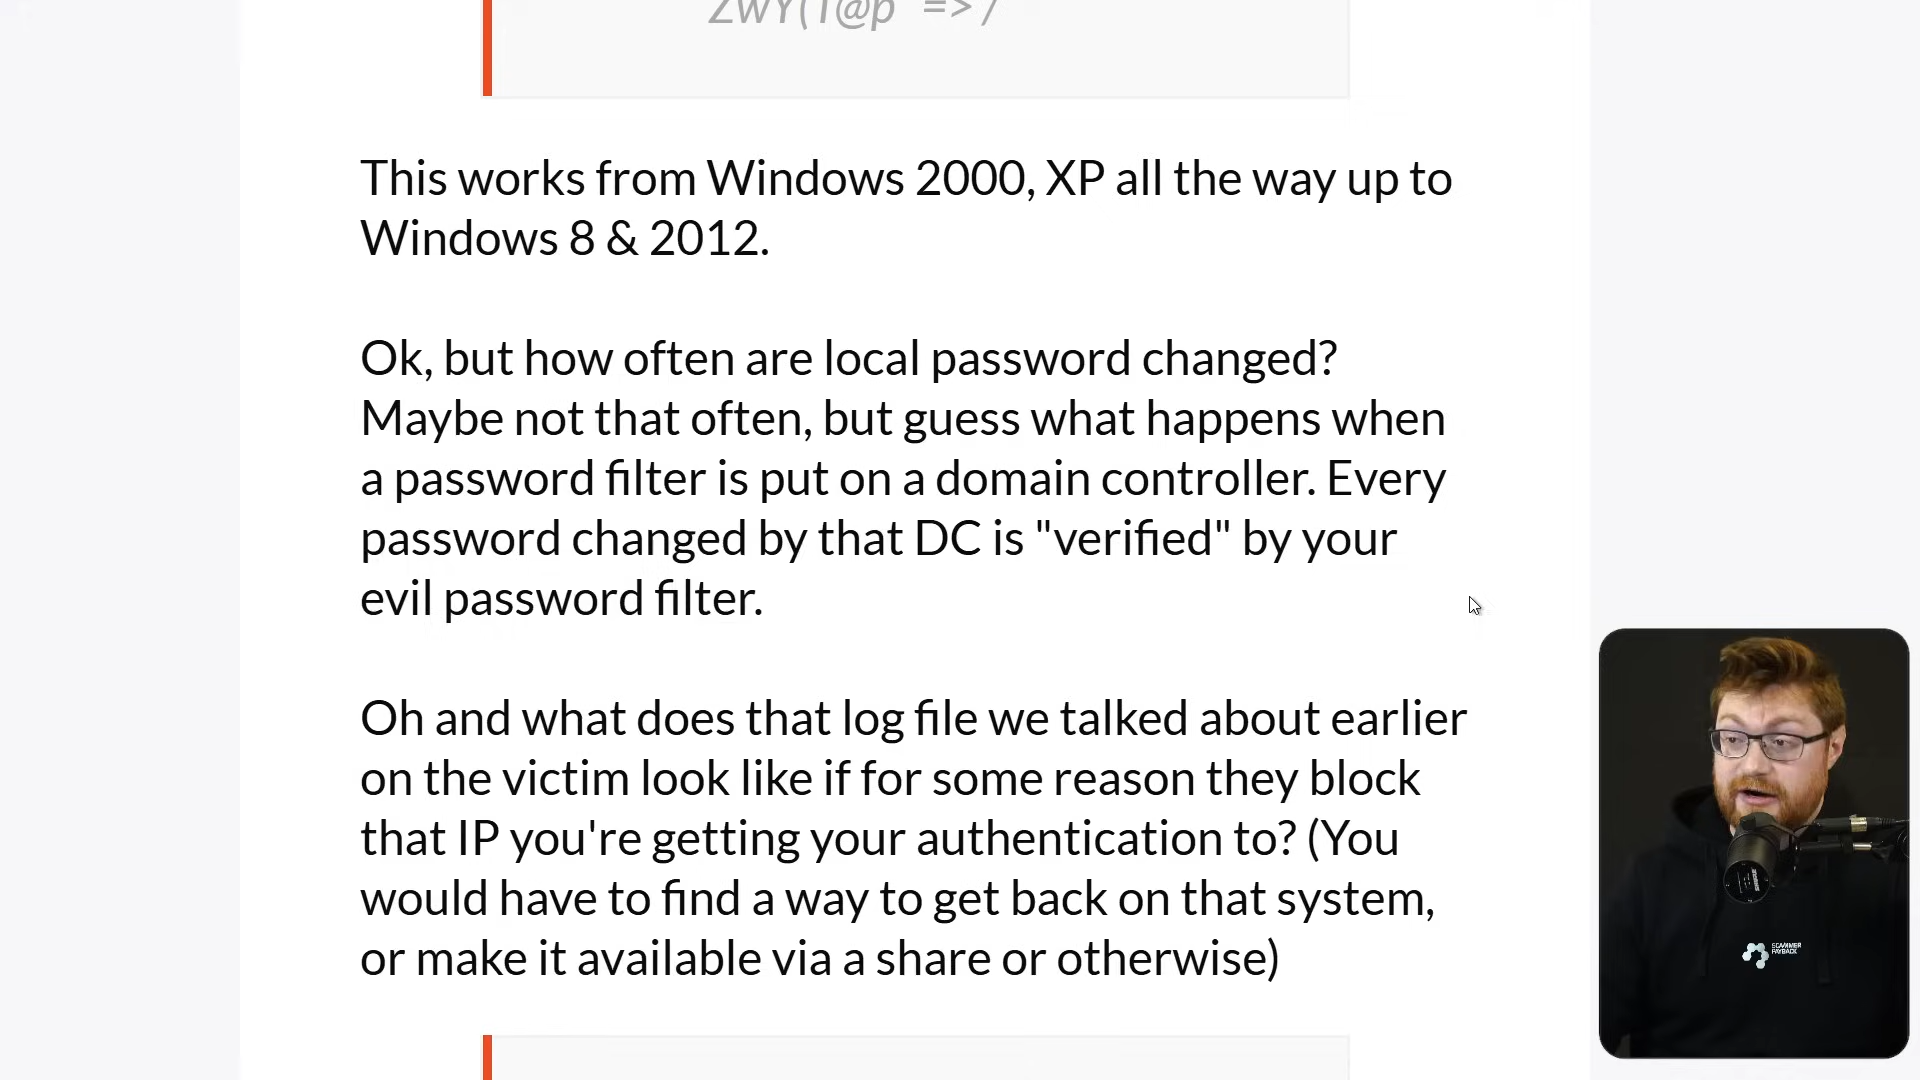 This works from Windows 2000, XP all the way up to
Windows 8 & 2012.
Ok, but how often are local password changed?
Maybe not that often, but guess what happens when
a password filter is put on a domain controller. Every
password changed by that DC is "verified" by your
evil password filter.
Oh and what does that log file we talked about earlier
on the victim look like if for some reason they block
that IP you're getting your authentication to? (You
would have to find a way to get back on that system,
or make it available via a share or otherwise)
SCAMMER
PAYBACK